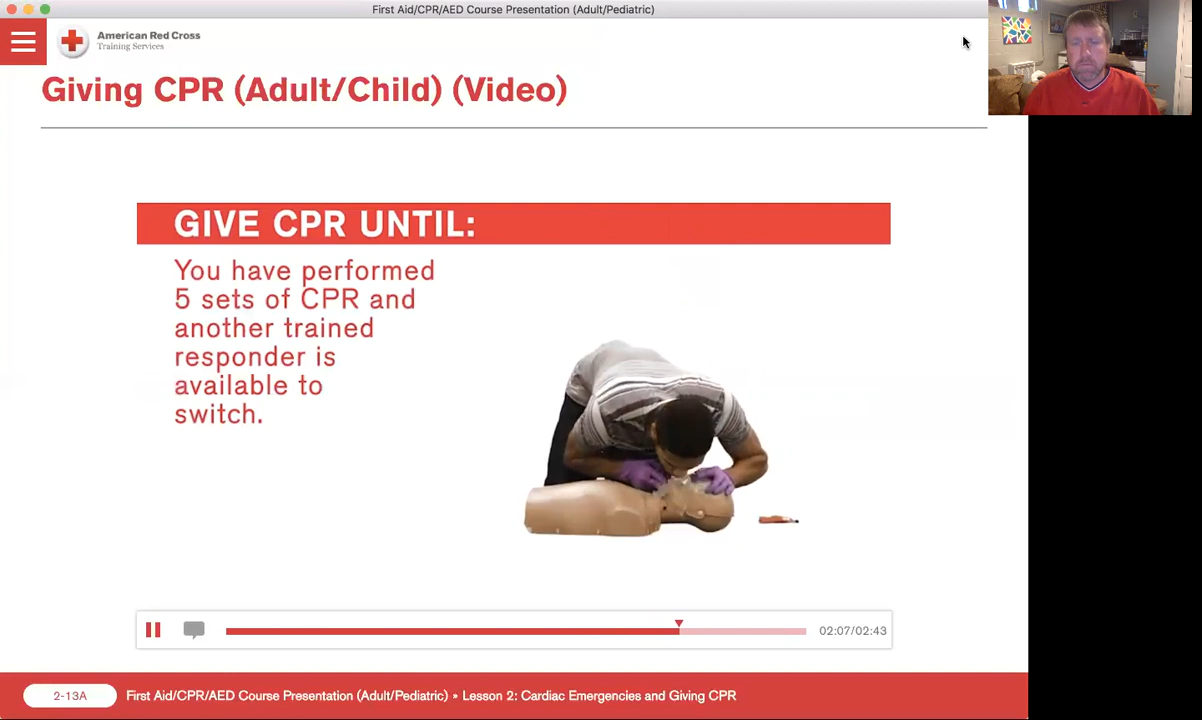 First Aid/CPR/AED Course Presentation (Adult/Pediatric)
American Red Cross
Training Services
Giving CPR (Adult/Child) (Video)
GIVE CPR UNTIL:
You have performed
5 sets of CPR and
another trained
responder is
available to
switch.
02:07/02:43
2-13A First Aid/CPR/AED Course Presentation (Adult/Pediatric) • Lesson 2: Cardiac Emergencies and Giving CPR